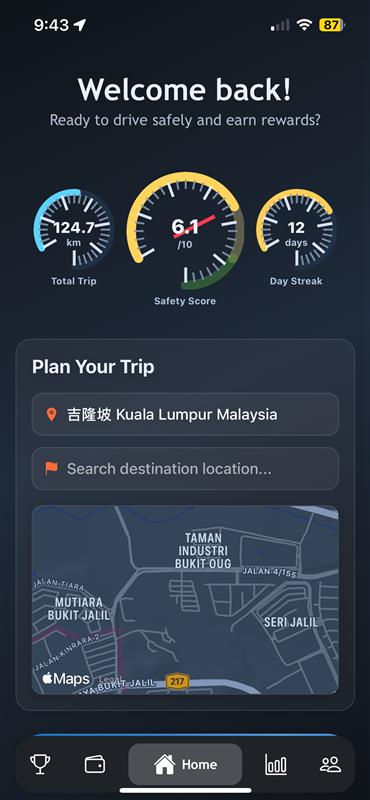 9:43
87
Welcome back!
Ready to drive safely and earn rewards?
124.7
km
Total Trip
6.1
/10
Safety Score
12
days
Day Streak
Plan Your Trip
吉隆坡 Kuala Lumpur Malaysia
Search destination location...
TAMAN
INDUSTRI
BUKIT OUG
JALAN 4/155
JALAN-TIARA
MUTIARA
BUKIT JALIL
SERI JALIL
JALAN-KINRARA-2
Maps
Legal
AYA BUKIT JALIL
217
Home